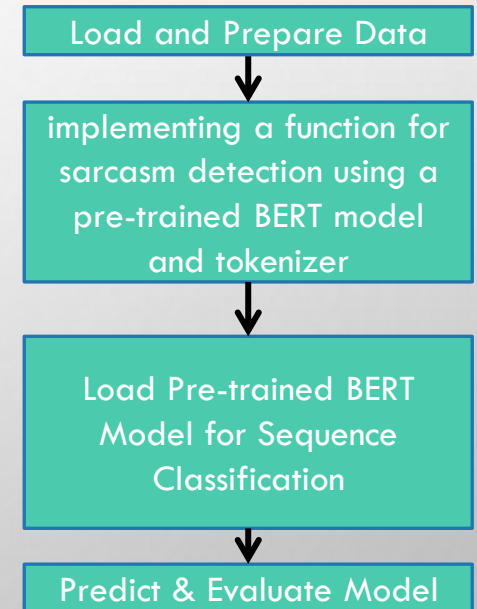 Load and Prepare Data
implementing a function for
sarcasm detection using a
pre-trained BERT model
and tokenizer
Load Pre-trained BERT
Model for Sequence
Classification
Predict & Evaluate Model